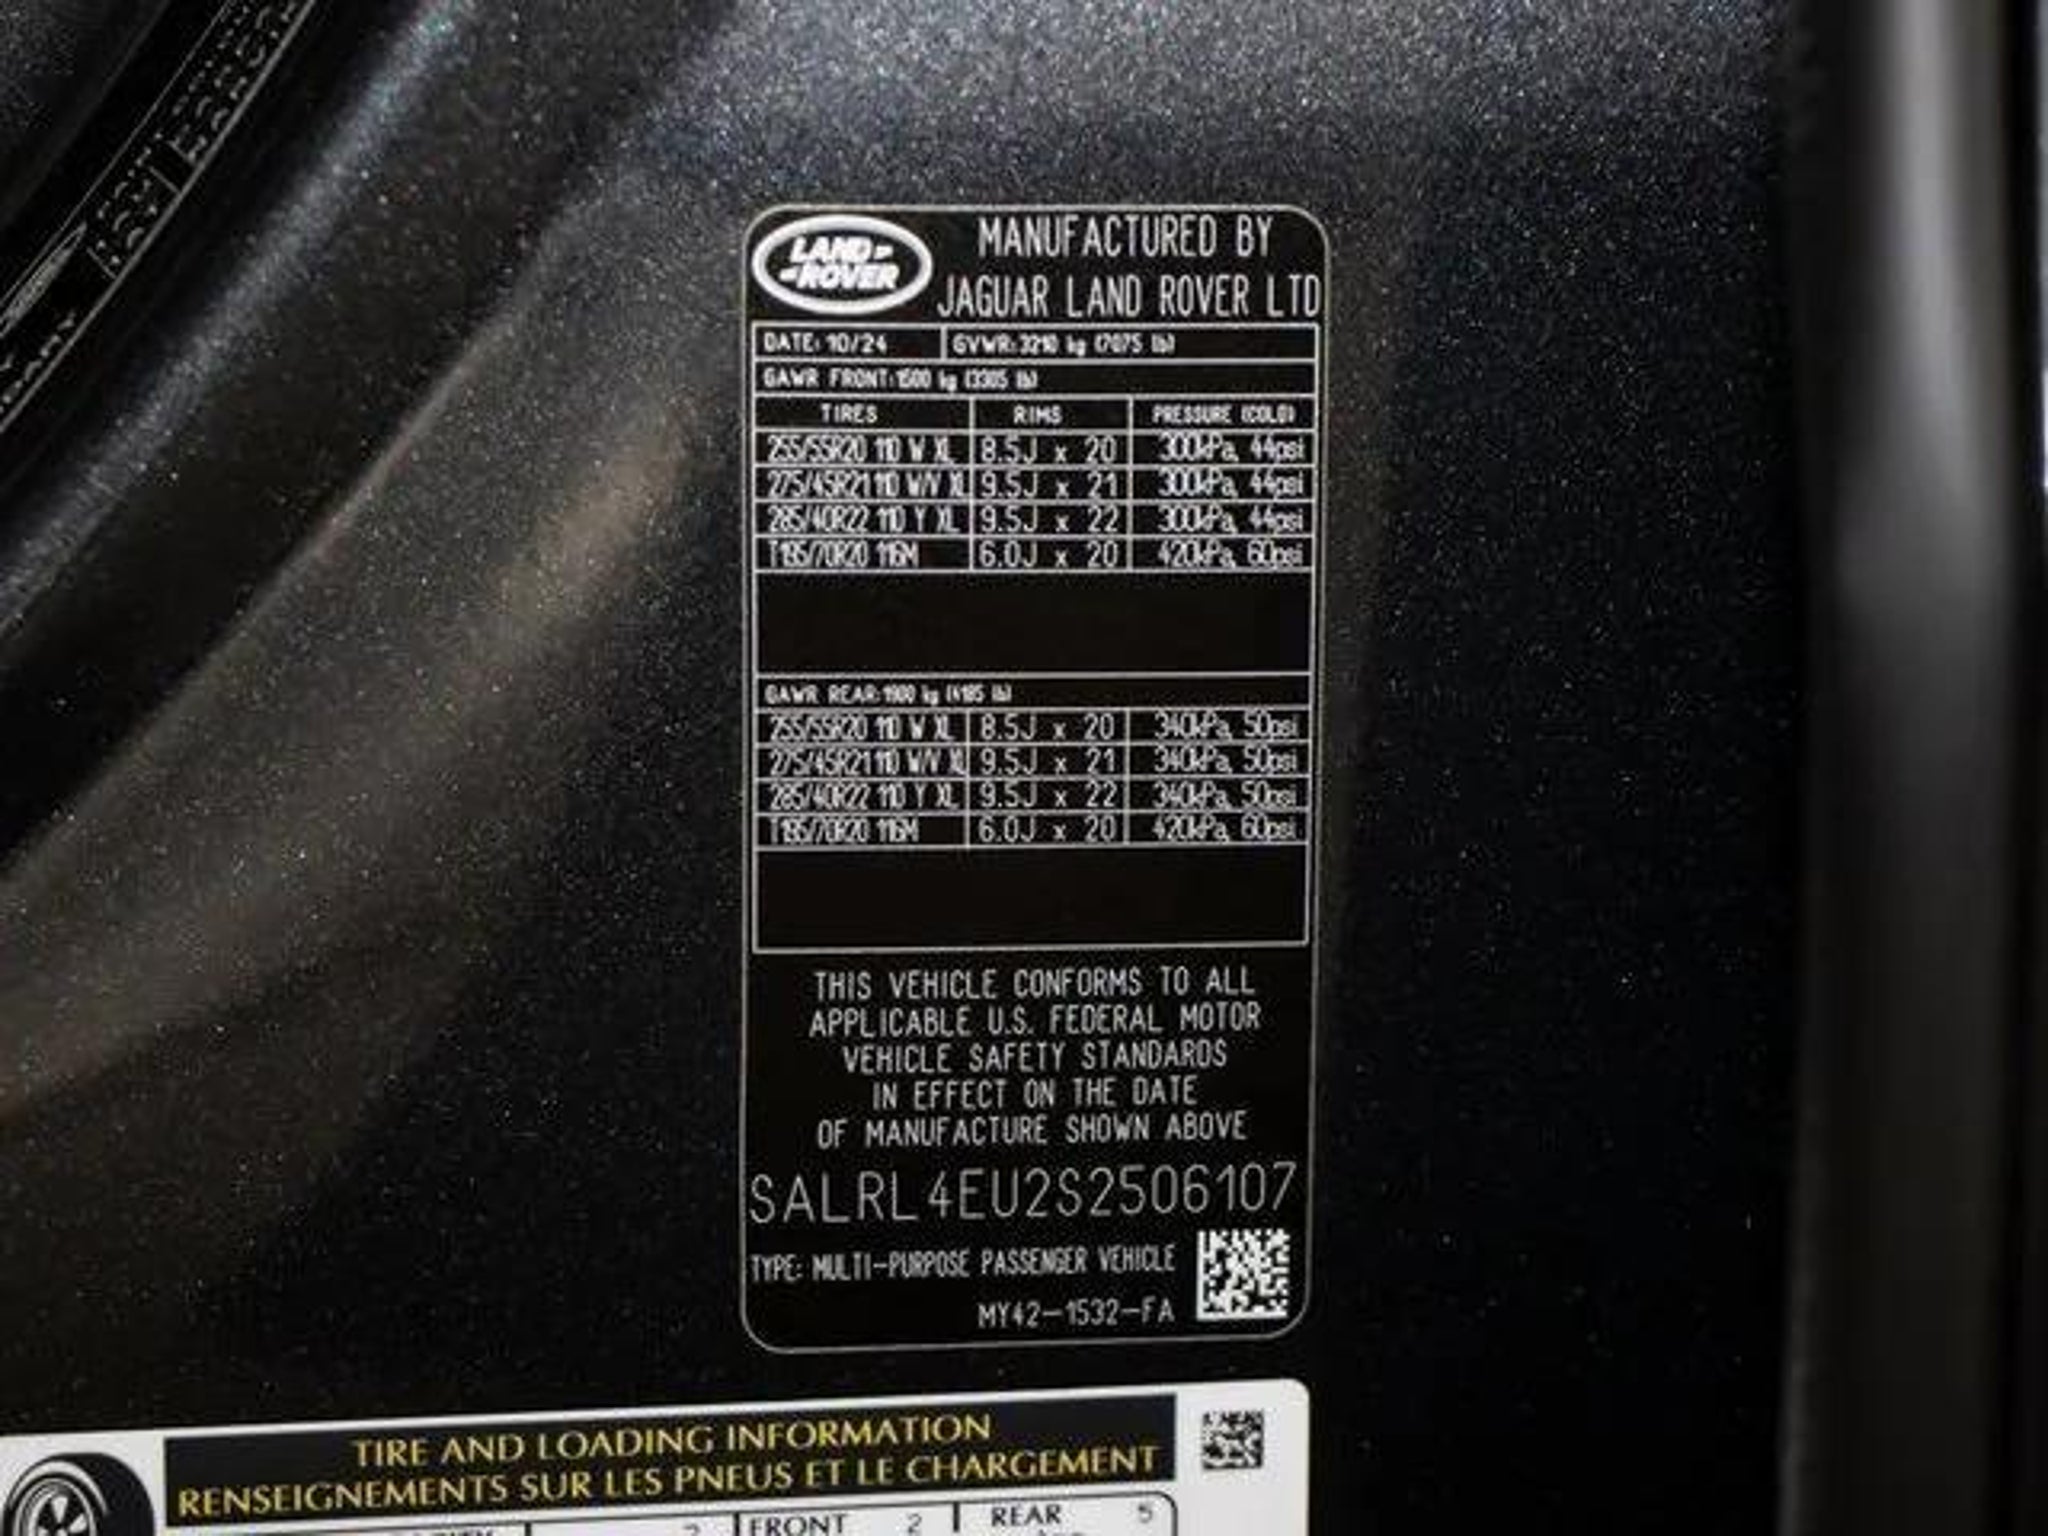 LAND
ROVER
MANUFACTURED BY
JAGUAR LAND ROVER LTD
DATE: 10/24 GVWR: 3210 kg (7075 lb)
GAWR FRONT: 1500 kg (3305 lb)
TIRES RIMS PRESSURE (COLD)
255/55R20 110 W XL 8.5J x 20 300kPa, 44psi
275/45R21 110 W/V XL 9.5J x 21 300kPa, 44psi
285/40R22 110 Y XL 9.5J x 22 300kPa, 44psi
T195/70R20 116M 6.0J x 20 420kPa, 60psi
GAWR REAR: 1900 kg (4185 lb)
255/55R20 110 W XL 8.5J x 20 340kPa, 50psi
275/45R21 110 W/V XL 9.5J x 21 340kPa, 50psi
285/40R22 110 Y XL 9.5J x 22 340kPa, 50psi
T195/70R20 116M 6.0J x 20 420kPa, 60psi
THIS VEHICLE CONFORMS TO ALL
APPLICABLE U.S. FEDERAL MOTOR
VEHICLE SAFETY STANDARDS
IN EFFECT ON THE DATE
OF MANUFACTURE SHOWN ABOVE
SALRL4EU2S2506107
TYPE: MULTI-PURPOSE PASSENGER VEHICLE
MY42-1532-FA
TIRE AND LOADING INFORMATION
RENSEIGNEMENTS SUR LES PNEUS ET LE CHARGEMENT
FRONT 2 REAR 5